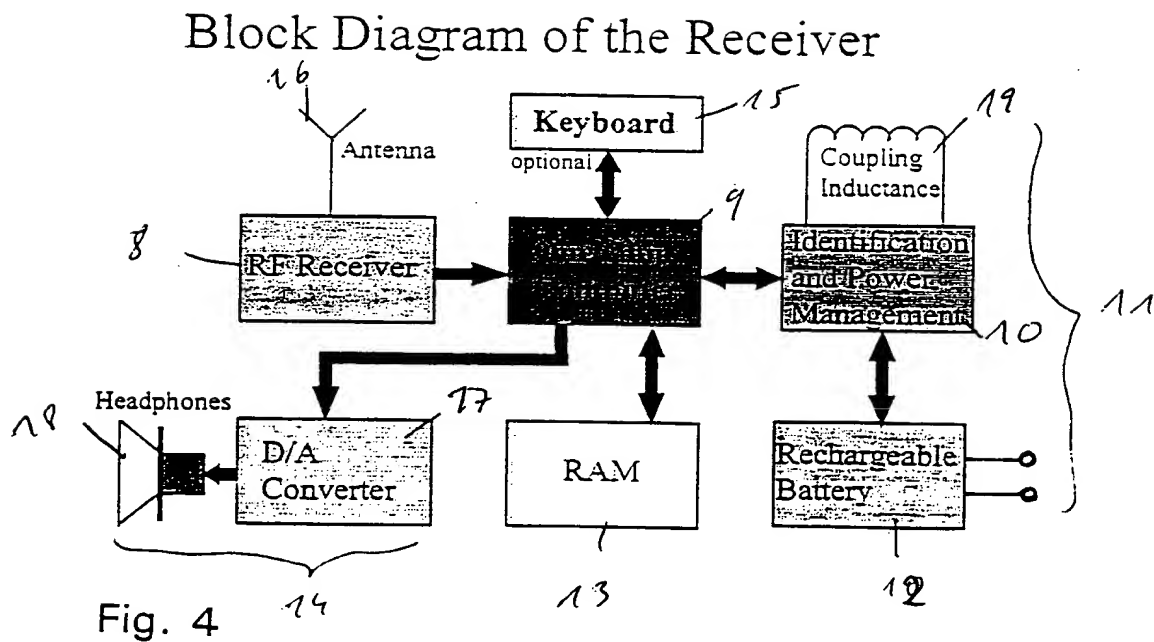 Block Diagram of the Receiver
16
Antenna
Keyboard
15
optional
19
Coupling
Inductance
8
RF Receiver
9
Identification
and Power
Management
10
11
Headphones
18
17
D/A
Converter
RAM
Rechargeable
Battery
14
13
12
Fig. 4